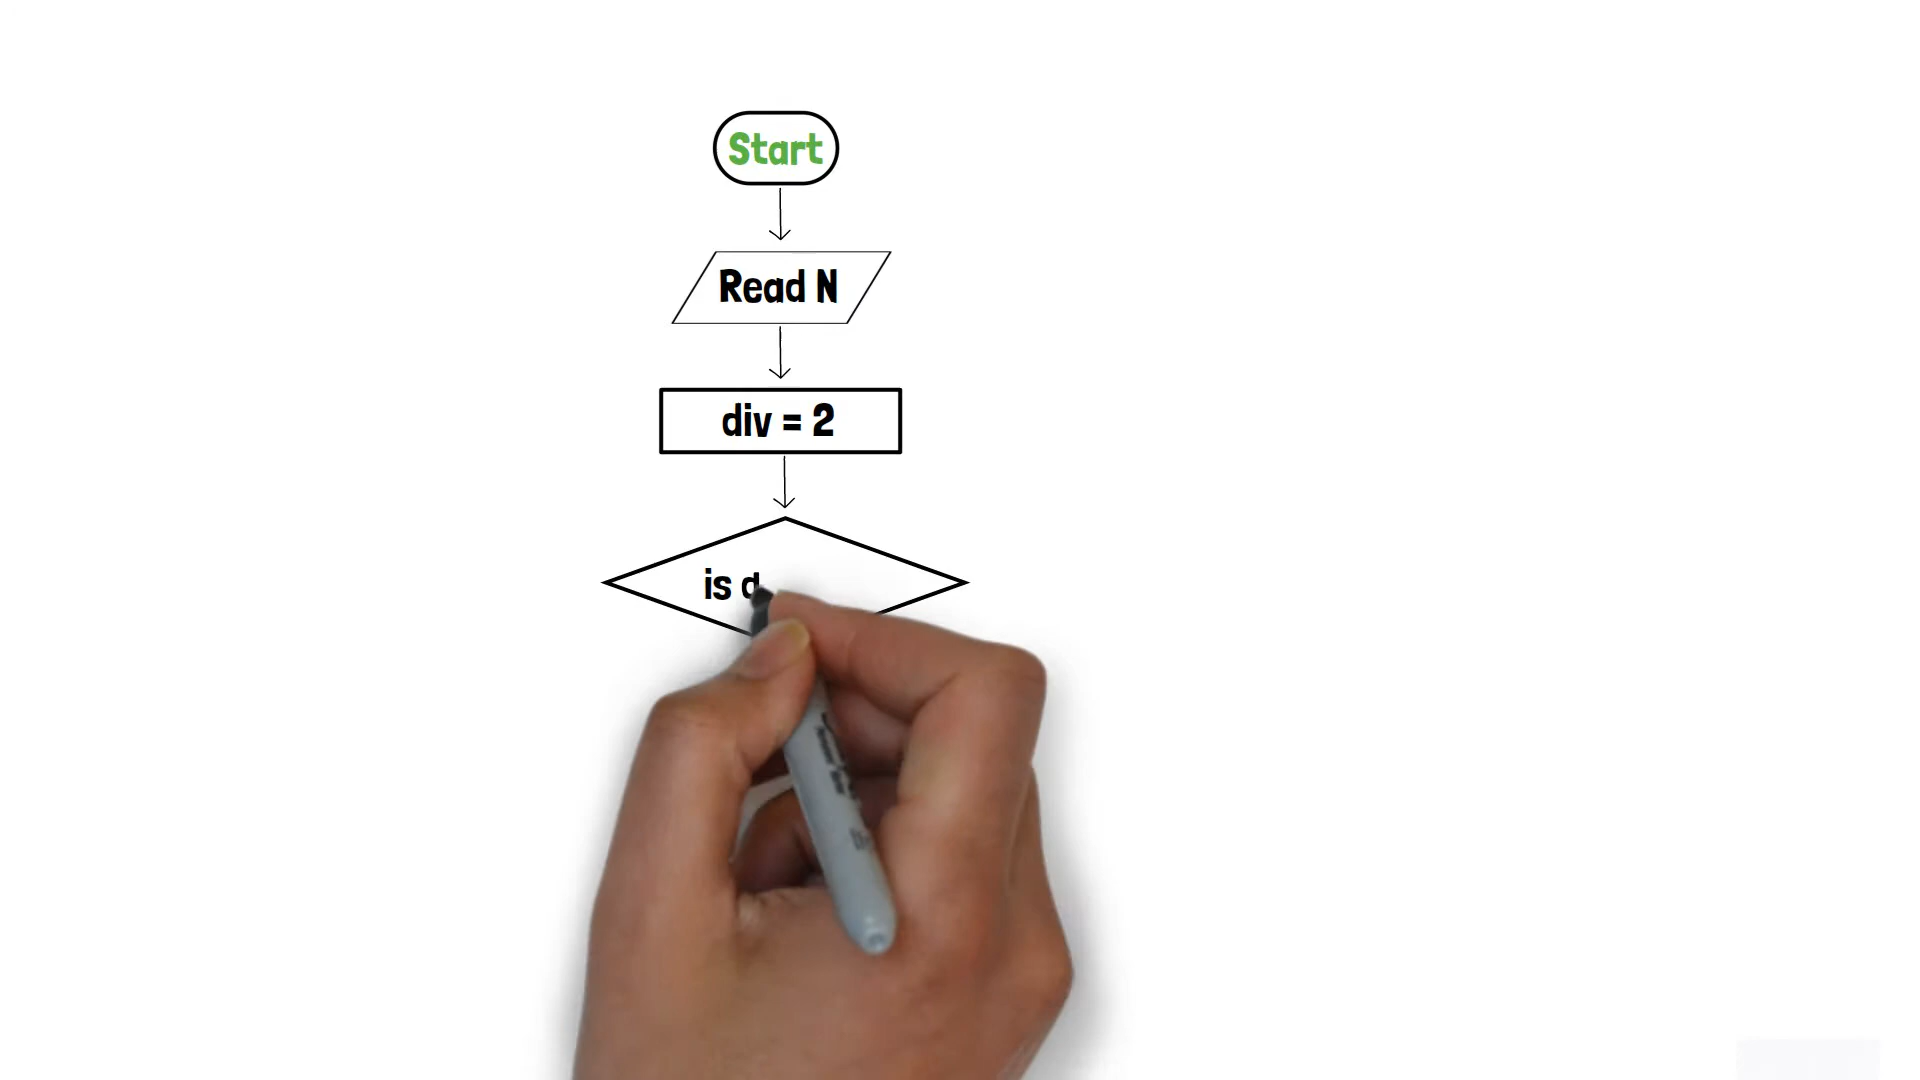 Start
Read N
div = 2
is d